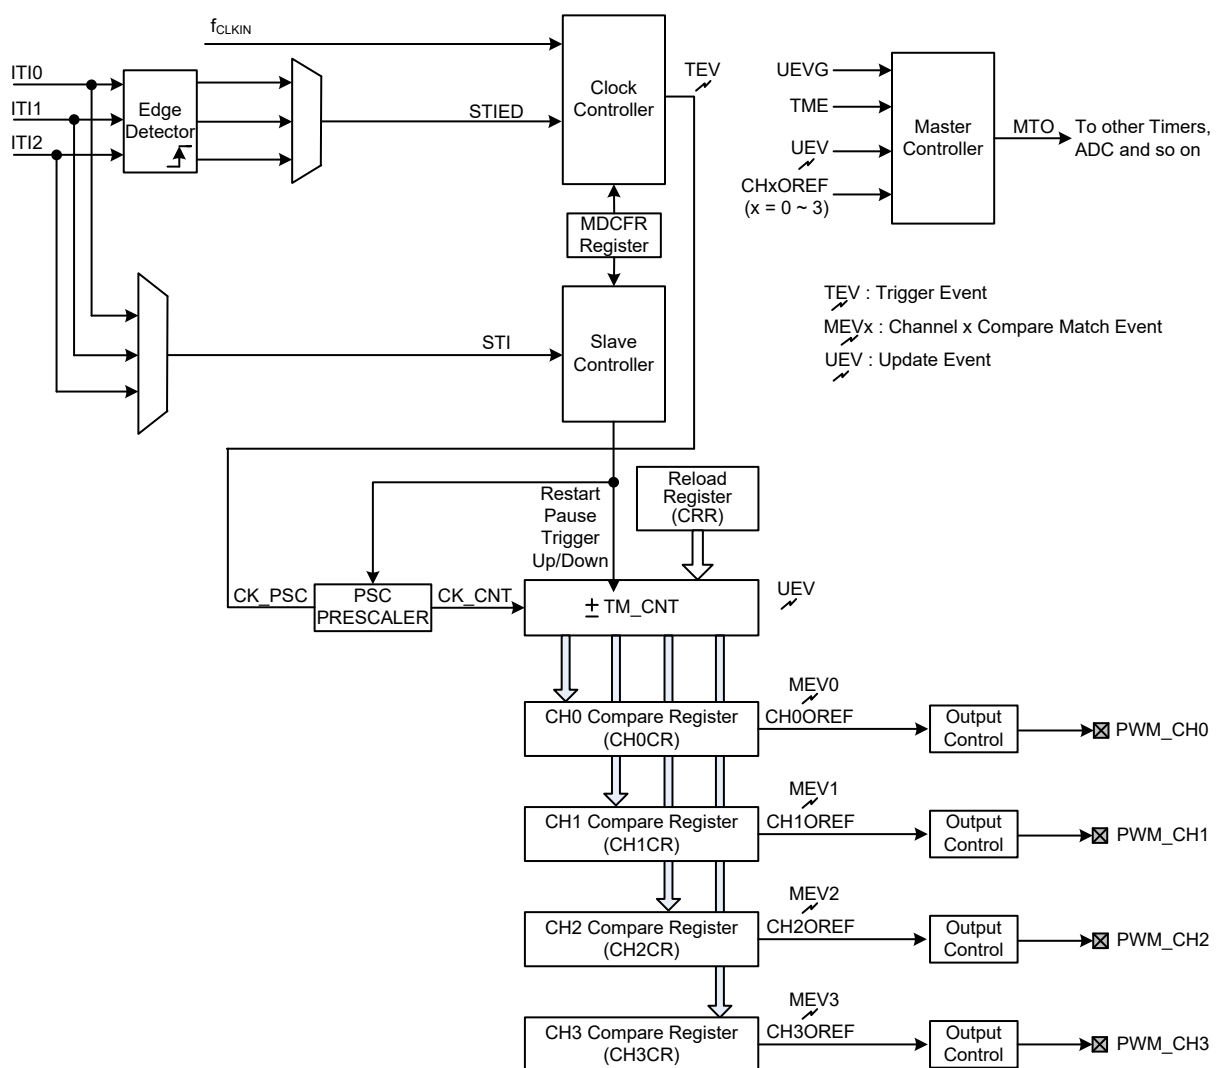 fCLKIN
ITI0
ITI1
ITI2
Edge
Detector
STIED
Clock
Controller
TEV
UEVG
TME
UEV
CHxOREF
(x = 0 ~ 3)
Master
Controller
MTO
To other Timers,
ADC and so on
MDCFR
Register
STI
Slave
Controller
TEV : Trigger Event
MEVx : Channel x Compare Match Event
UEV : Update Event
Restart
Pause
Trigger
Up/Down
Reload
Register
(CRR)
CK_PSC
PSC
PRESCALER
CK_CNT
± TM_CNT
UEV
CH0 Compare Register
(CH0CR)
MEV0
CH0OREF
Output
Control
PWM_CH0
CH1 Compare Register
(CH1CR)
MEV1
CH1OREF
Output
Control
PWM_CH1
CH2 Compare Register
(CH2CR)
MEV2
CH2OREF
Output
Control
PWM_CH2
CH3 Compare Register
(CH3CR)
MEV3
CH3OREF
Output
Control
PWM_CH3